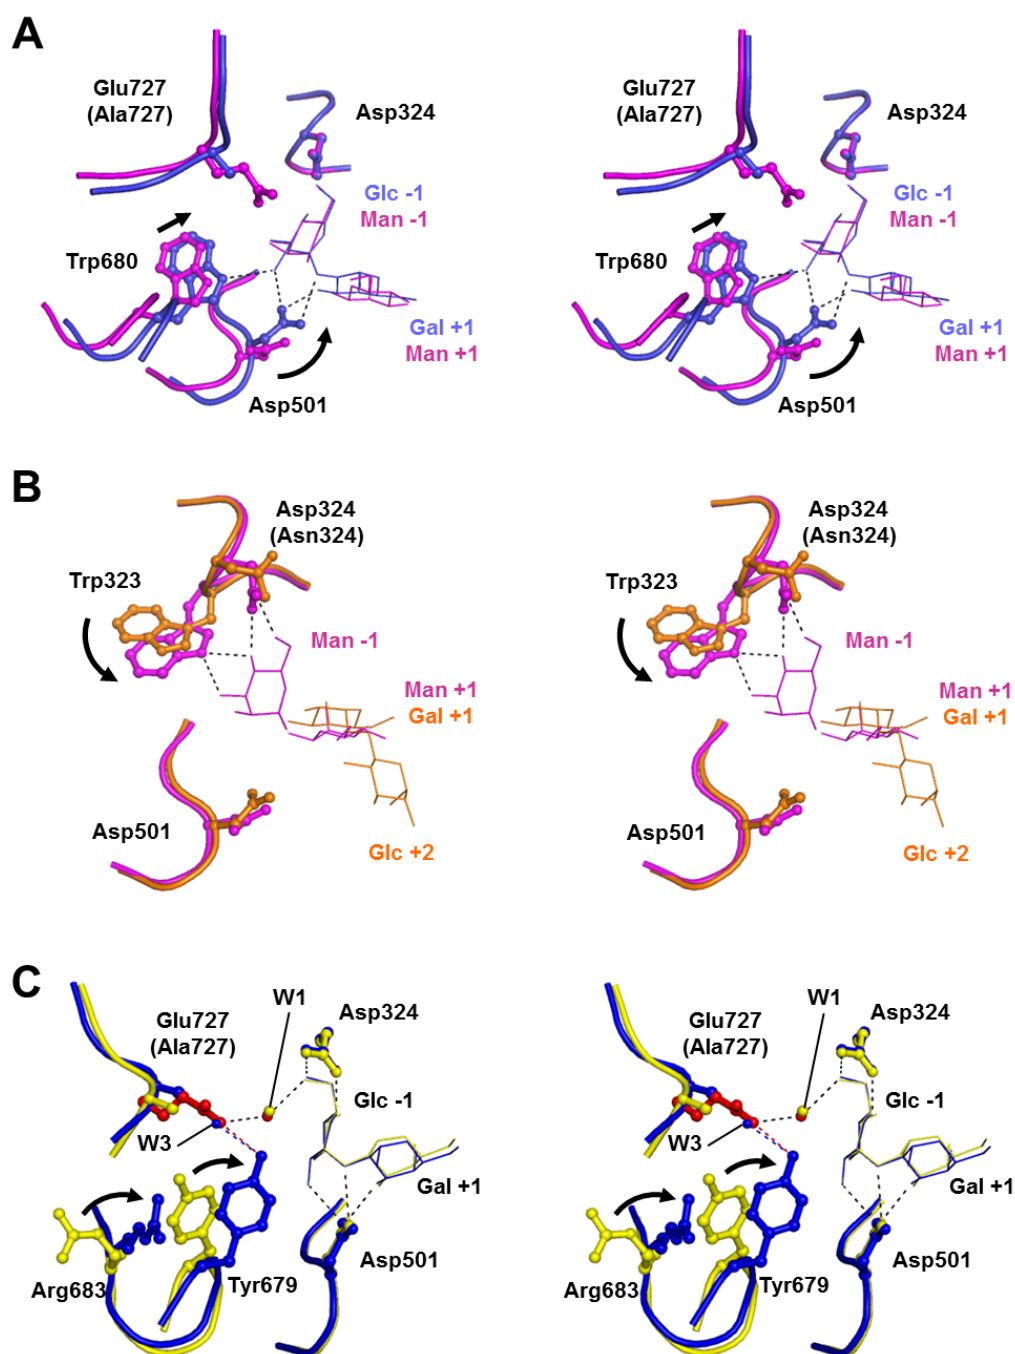 A
Glu727
(Ala727)
Asp324
Glc -1
Man -1
Trp680
Gal +1
Man +1
Asp501
Glu727
(Ala727)
Asp324
Glc -1
Man -1
Trp680
Gal +1
Man +1
Asp501
B
Asp324
(Asn324)
Trp323
Man -1
Man +1
Gal +1
Asp501
Glc +2
Asp324
(Asn324)
Trp323
Man -1
Man +1
Gal +1
Asp501
Glc +2
C
W1
Asp324
Glu727
(Ala727)
Glc -1
W3
Gal +1
Asp501
Arg683
Tyr679
W1
Asp324
Glu727
(Ala727)
Glc -1
W3
Gal +1
Asp501
Arg683
Tyr679